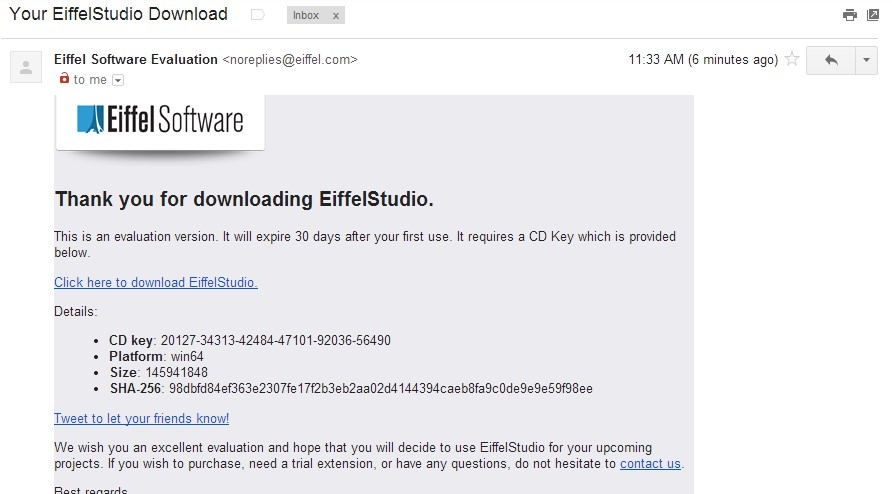 Your EiffelStudio Download
Inbox x
Eiffel Software Evaluation <noreplies@eiffel.com>
11:33 AM (6 minutes ago)
to me
Eiffel Software
Thank you for downloading EiffelStudio.
This is an evaluation version. It will expire 30 days after your first use. It requires a CD Key which is provided
below.
Click here to download EiffelStudio.
Details:
• CD key: 20127-34313-42484-47101-92036-56490
• Platform: win64
• Size: 145941848
• SHA-256: 98dbfd84ef363e2307fe17f2b3eb2aa02d4144394caeb8fa9c0de9e9e59f98ee
Tweet to let your friends know!
We wish you an excellent evaluation and hope that you will decide to use EiffelStudio for your upcoming
projects. If you wish to purchase, need a trial extension, or have any questions, do not hesitate to contact us.
Best regards